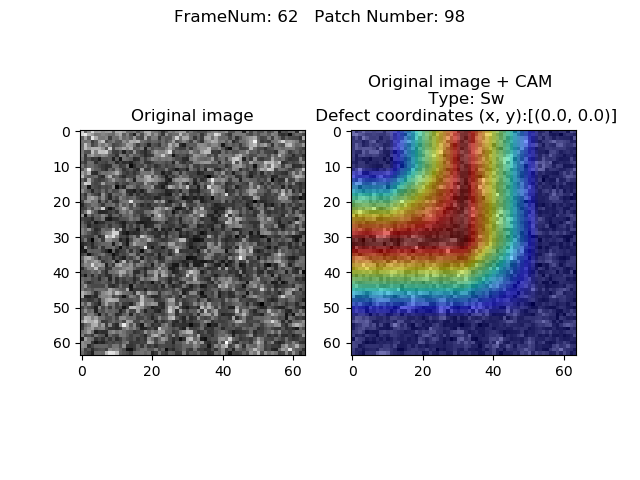 FrameNum: 62   Patch Number: 98
Original image
Original image + CAM
Type: Sw
Defect coordinates (x, y):[(0.0, 0.0)]
0
10
20
30
40
50
60
0 20 40 60
0
10
20
30
40
50
60
0 20 40 60